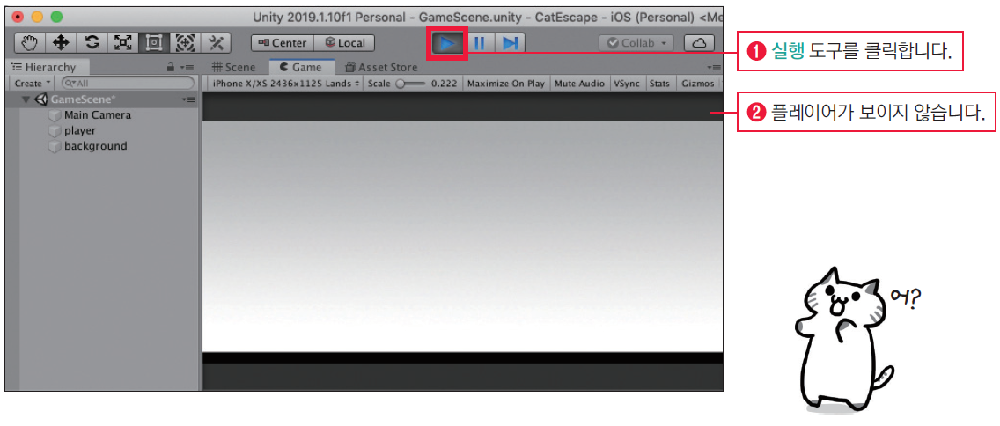 Unity 2019.1.10f1 Personal - GameScene.unity - CatEscape - iOS (Personal) <Me
Center
Local
Collab
❶ 실행 도구를 클릭합니다.
Hierarchy
Scene
Game
Asset Store
Create
All
iPhone X/XS 2436x1125 Lands
Scale
0.222
Maximize On Play
Mute Audio
VSync
Stats
Gizmos
GameScene*
Main Camera
player
background
❷ 플레이어가 보이지 않습니다.
어?